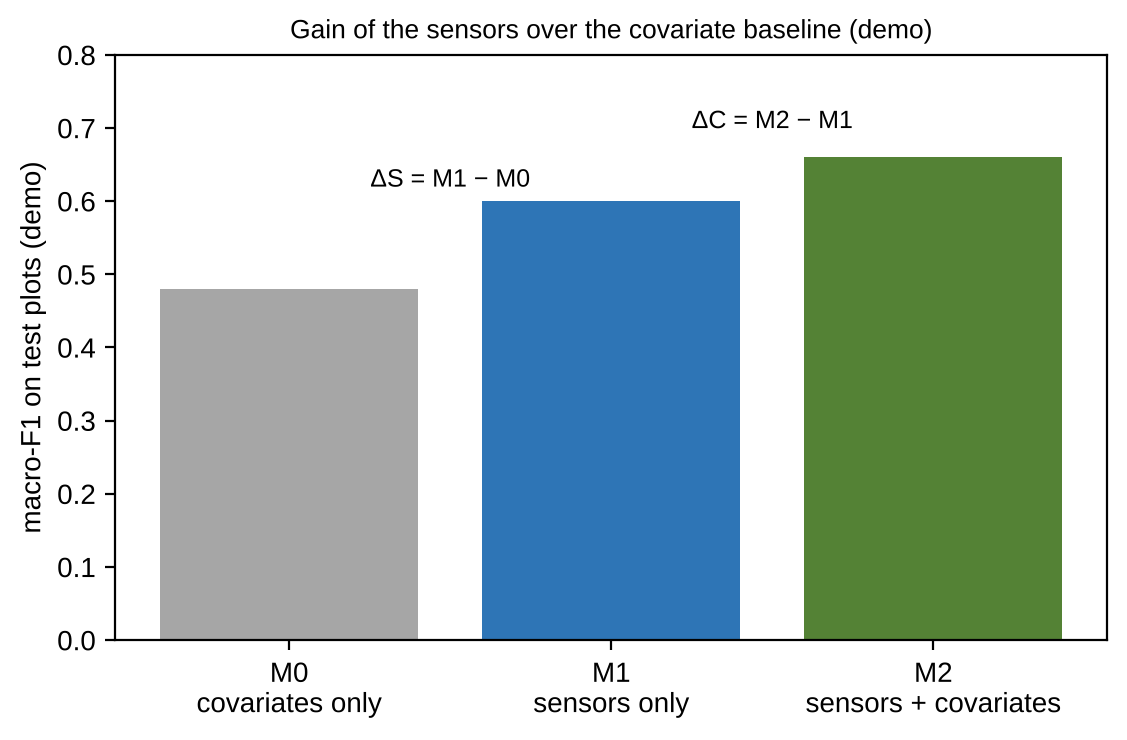 Gain of the sensors over the covariate baseline (demo)
macro-F1 on test plots (demo)
0.8
0.7
0.6
0.5
0.4
0.3
0.2
0.1
0.0
ΔS = M1 − M0
ΔC = M2 − M1
M0
covariates only
M1
sensors only
M2
sensors + covariates